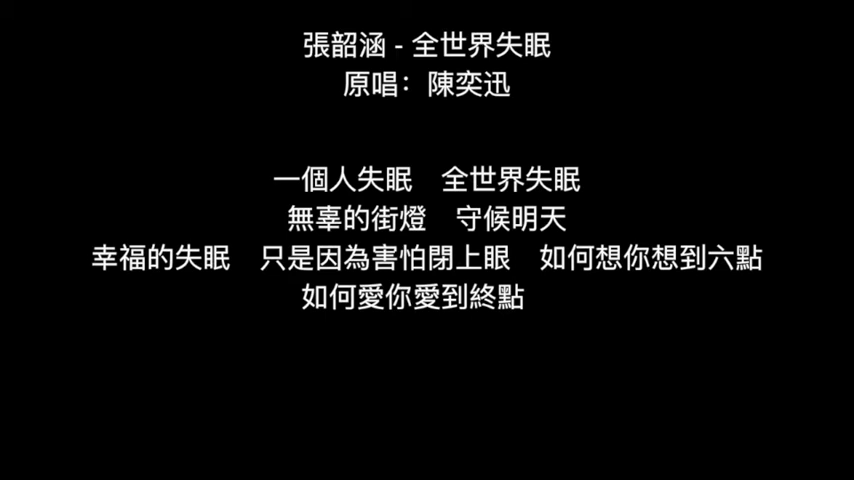 張韶涵 - 全世界失眠
原唱：陳奕迅
一個人失眠　全世界失眠
無辜的街燈　守候明天
幸福的失眠　只是因為害怕閉上眼　如何想你想到六點
如何愛你愛到終點